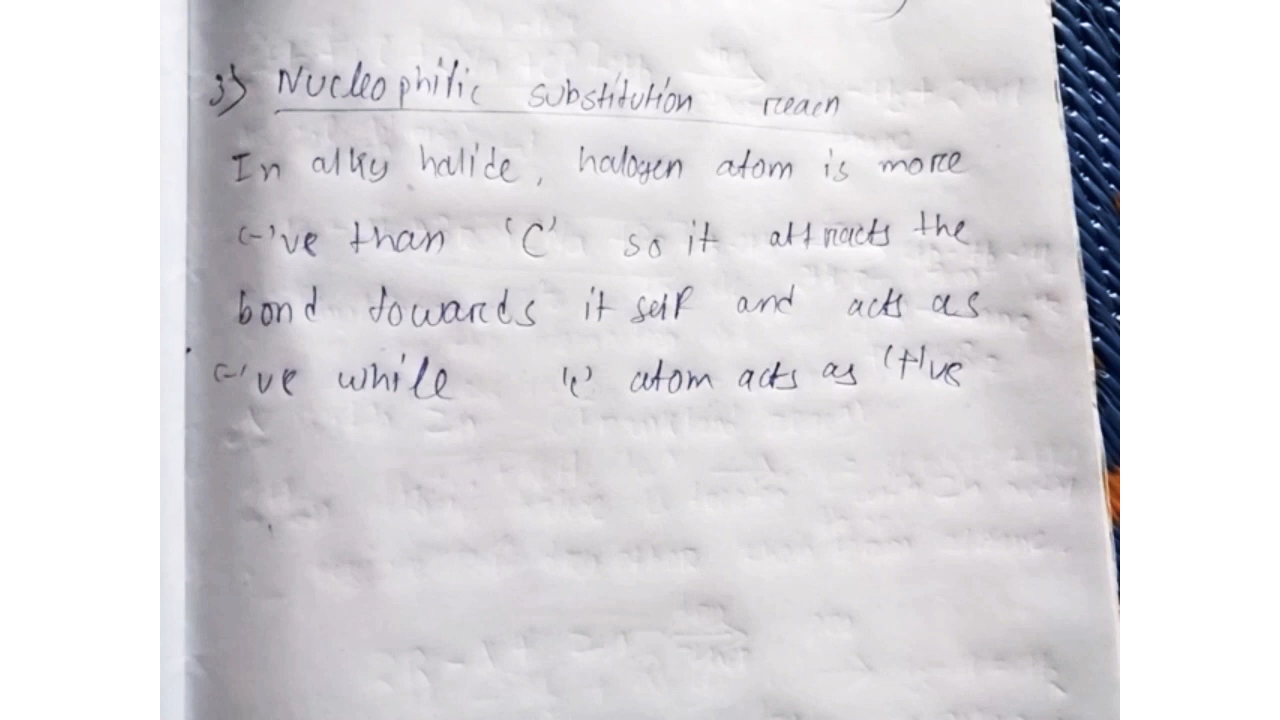 3) Nucleophilic substitution reacn
In alky halide, halogen atom is more
(-)'ve than 'C' so it attracts the
bond towards it self and acts as
(-)'ve while 'c' atom acts as (+)'ve